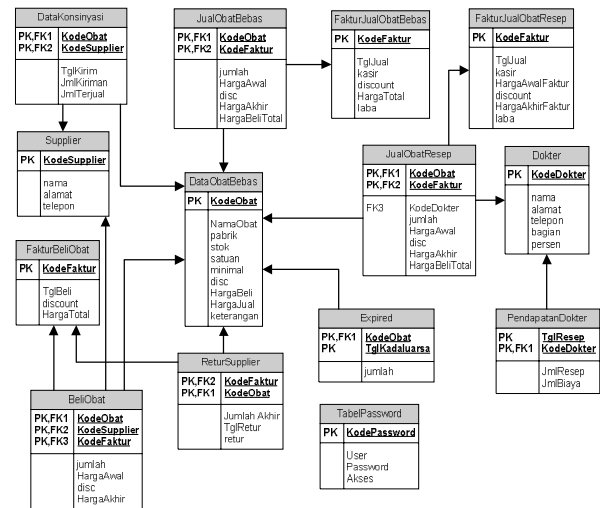 DataKonsinyasi
PK,FK1 KodeObat
PK,FK2 KodeSupplier
TglKirim
JmlKiriman
JmlTerjual
JualObatBebas
PK,FK1 KodeObat
PK,FK2 KodeFaktur
jumlah
HargaAwal
disc
HargaAkhir
HargaBeliTotal
FakturJualObatBebas
PK KodeFaktur
TglJual
kasir
discount
HargaTotal
laba
FakturJualObatResep
PK KodeFaktur
TglJual
kasir
HargaAwalFaktur
discount
HargaAkhirFaktur
laba
Supplier
PK KodeSupplier
nama
alamat
telepon
DataObatBebas
PK KodeObat
NamaObat
pabrik
stok
satuan
minimal
disc
HargaBeli
HargaJual
keterangan
JualObatResep
PK,FK1 KodeObat
PK,FK2 KodeFaktur
FK3 KodeDokter
jumlah
HargaAwal
disc
HargaAkhir
HargaBeliTotal
Dokter
PK KodeDokter
nama
alamat
telepon
bagian
persen
FakturBeliObat
PK KodeFaktur
TglBeli
discount
HargaTotal
Expired
PK,FK1 KodeObat
PK TglKadaluarsa
jumlah
PendapatanDokter
PK TglResep
PK,FK1 KodeDokter
JmlResep
JmlBiaya
ReturSupplier
PK,FK2 KodeFaktur
PK,FK1 KodeObat
Jumlah Akhir
TglRetur
retur
BeliObat
PK,FK1 KodeObat
PK,FK2 KodeSupplier
PK,FK3 KodeFaktur
jumlah
HargaAwal
disc
HargaAkhir
TabelPassword
PK KodePassword
User
Password
Akses